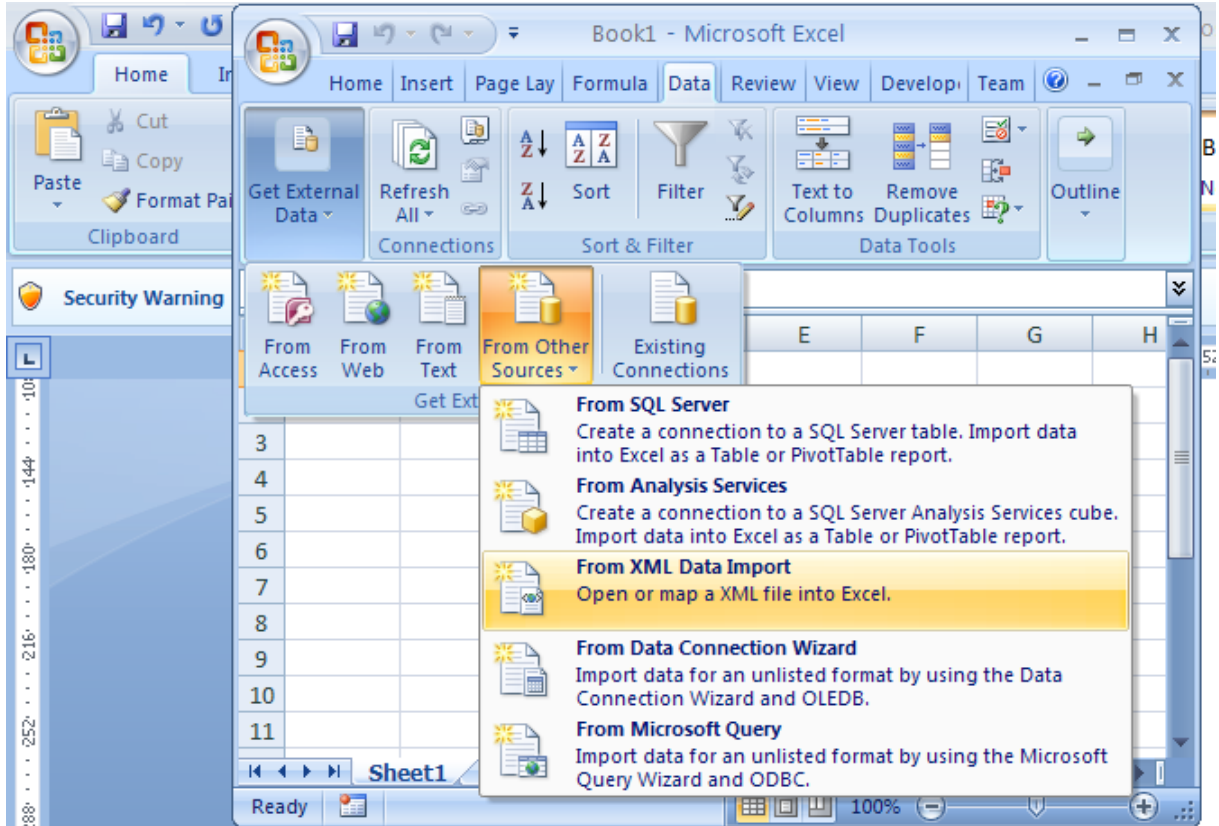 Book1 - Microsoft Excel
Home
Home Insert Page Lay Formula Data Review View Develop Team
Paste
Cut
Copy
Format Pai
Clipboard
Get External
Data
Refresh
All
Connections
Sort
Filter
Sort & Filter
Text to
Columns
Remove
Duplicates
Data Tools
Outline
Security Warning
From
Access
From
Web
From
Text
From Other
Sources
Existing
Connections
Get Ext
E F G H
3
4
5
6
7
8
9
10
11
From SQL Server
Create a connection to a SQL Server table. Import data
into Excel as a Table or PivotTable report.
From Analysis Services
Create a connection to a SQL Server Analysis Services cube.
Import data into Excel as a Table or PivotTable report.
From XML Data Import
Open or map a XML file into Excel.
From Data Connection Wizard
Import data for an unlisted format by using the Data
Connection Wizard and OLEDB.
From Microsoft Query
Import data for an unlisted format by using the Microsoft
Query Wizard and ODBC.
144
180
216
252
288
Sheet1
Ready
100%